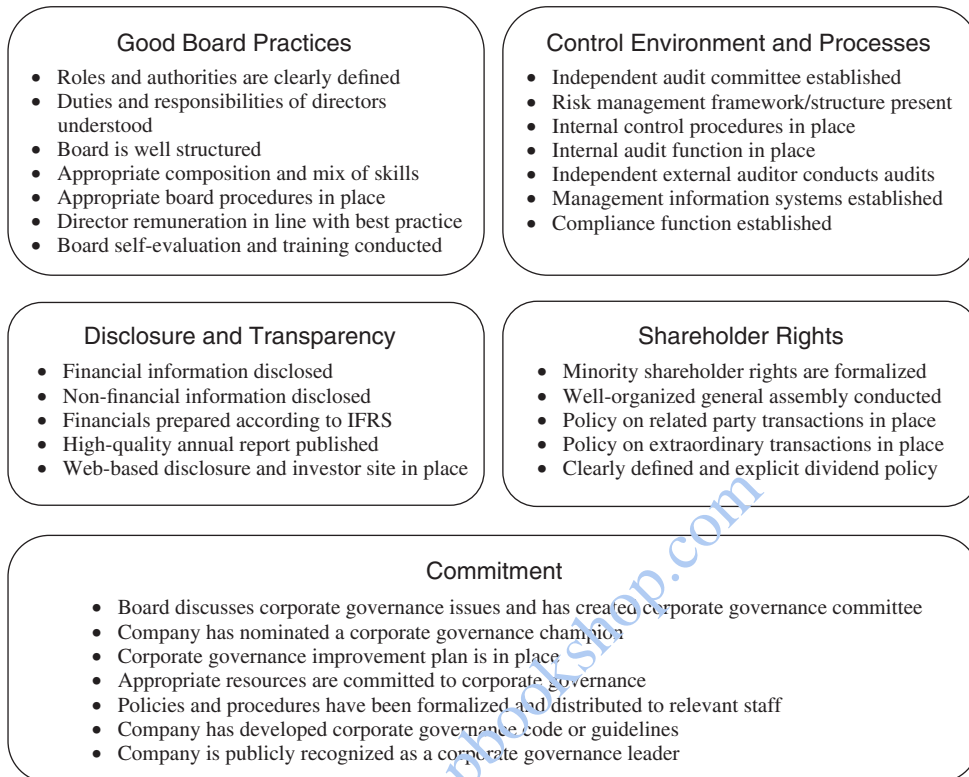 Good Board Practices
• Roles and authorities are clearly defined
• Duties and responsibilities of directors
understood
• Board is well structured
• Appropriate composition and mix of skills
• Appropriate board procedures in place
• Director remuneration in line with best practice
• Board self-evaluation and training conducted
Control Environment and Processes
• Independent audit committee established
• Risk management framework/structure present
• Internal control procedures in place
• Internal audit function in place
• Independent external auditor conducts audits
• Management information systems established
• Compliance function established
Disclosure and Transparency
• Financial information disclosed
• Non-financial information disclosed
• Financials prepared according to IFRS
• High-quality annual report published
• Web-based disclosure and investor site in place
Shareholder Rights
• Minority shareholder rights are formalized
• Well-organized general assembly conducted
• Policy on related party transactions in place
• Policy on extraordinary transactions in place
• Clearly defined and explicit dividend policy
Commitment
• Board discusses corporate governance issues and has created corporate governance committee
• Company has nominated a corporate governance champion
• Corporate governance improvement plan is in place
• Appropriate resources are committed to corporate governance
• Policies and procedures have been formalized and distributed to relevant staff
• Company has developed corporate governance code or guidelines
• Company is publicly recognized as a corporate governance leader
pbookshop.com